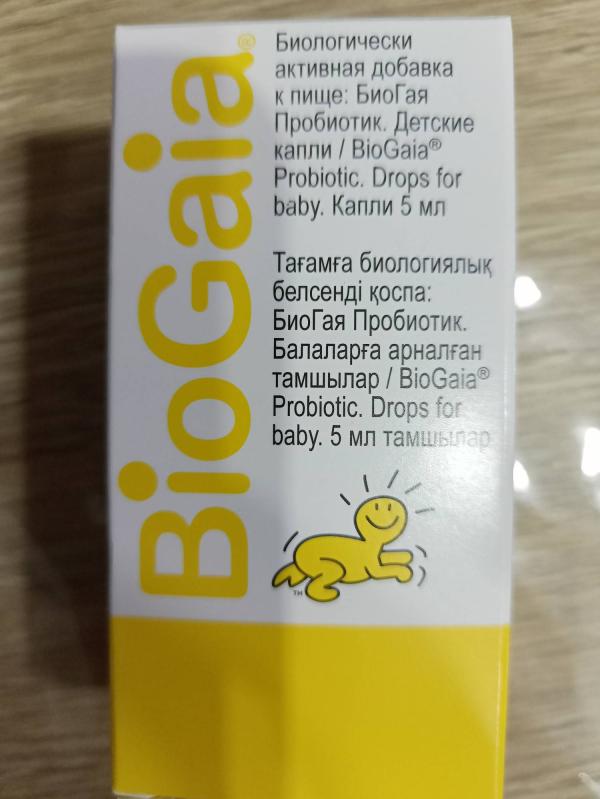 BioGaia®
Биологически
активная добавка
к пище: БиоГая
Пробиотик. Детские
капли / BioGaia®
Probiotic. Drops for
baby. Капли 5 мл
Тағамға биологиялық
белсенді қоспа:
БиоГая Пробиотик.
Балаларға арналған
тамшылар / BioGaia®
Probiotic. Drops for
baby. 5 мл тамшылар
TM